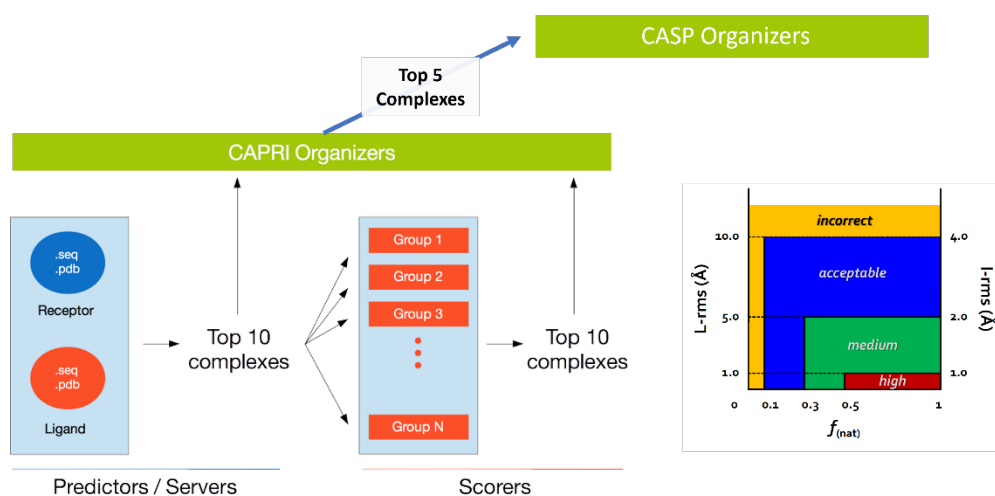 CASP Organizers
Top 5
Complexes
CAPRI Organizers
.seq
.pdb
Receptor
.seq
.pdb
Ligand
Top 10
complexes
Group 1
Group 2
Group 3
Group N
Top 10
complexes
Predictors / Servers
Scorers
L-rms (Å)
10.0
5.0
1.0
incorrect
acceptable
medium
high
4.0
2.0
1.0
I-rms (Å)
0 0.1 0.3 0.5 1
f(nat)